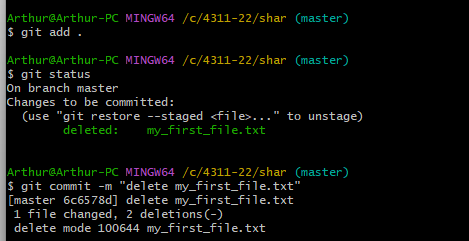 Arthur@Arthur-PC MINGW64 /c/4311-22/shar (master)
$ git add .
Arthur@Arthur-PC MINGW64 /c/4311-22/shar (master)
$ git status
On branch master
Changes to be committed:
  (use "git restore --staged <file>..." to unstage)
        deleted:    my_first_file.txt
Arthur@Arthur-PC MINGW64 /c/4311-22/shar (master)
$ git commit -m "delete my_first_file.txt"
[master 6c6578d] delete my_first_file.txt
 1 file changed, 2 deletions(-)
 delete mode 100644 my_first_file.txt